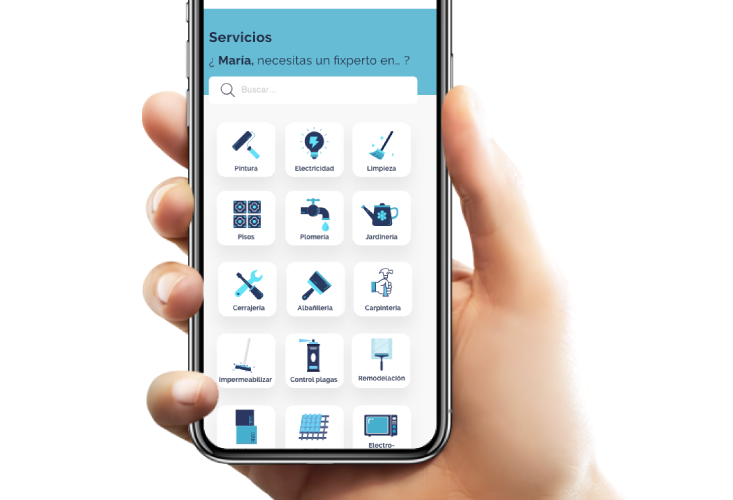 Servicios
¿ María, necesitas un fixperto en... ?
Buscar...
Pintura
Electricidad
Limpieza
Pisos
Plomería
Jardinería
Cerrajería
Albañilería
Carpintería
Impermeabilizar
Control plagas
Remodelación
Electro-